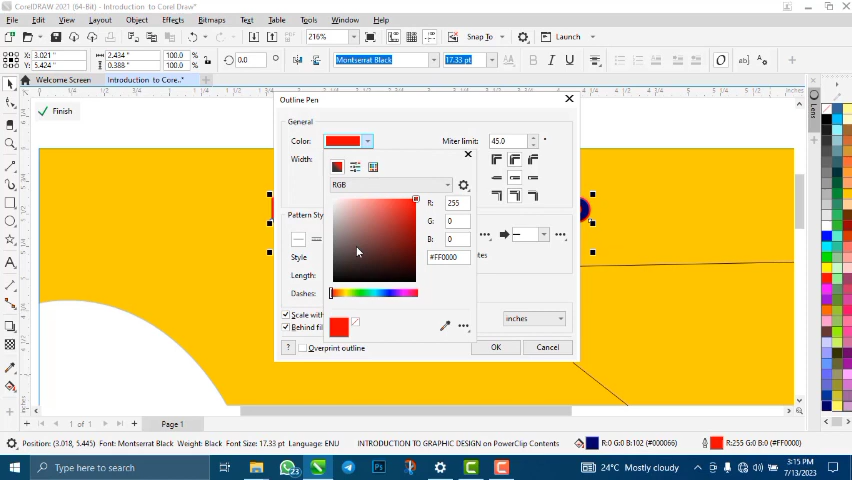 CorelDRAW 2021 (64-Bit) - Introduction to Corel Draw*
File Edit View Layout Object Effects Bitmaps Text Table Tools Window Help
216% Snap To Launch
X: 3.021 " 2.434 " 100.0 %
Y: 5.424 " 0.388 " 100.0 %
0.0
Montserrat Black 17.33 pt
Welcome Screen Introduction to Core..*
Finish
Outline Pen
General
Color: Miter limit: 45.0 °
Width:
RGB
R: 255
G: 0
B: 0
#FF0000
Pattern Sty
Style
Length:
Dashes:
Scale with inches
Behind fill
? Overprint outline OK Cancel
Lens
inches
1 of 1 Page 1
Position: (3.018, 5.445) Font: Montserrat Black Weight: Black Font Size: 17.33 pt Language: ENU INTRODUCTION TO GRAPHIC DESIGN on PowerClip Contents R:0 G:0 B:102 (#000066) R:255 G:0 B:0 (#FF0000)
Type here to search 23 Ps 24°C Mostly cloudy 3:15 PM
7/13/2023